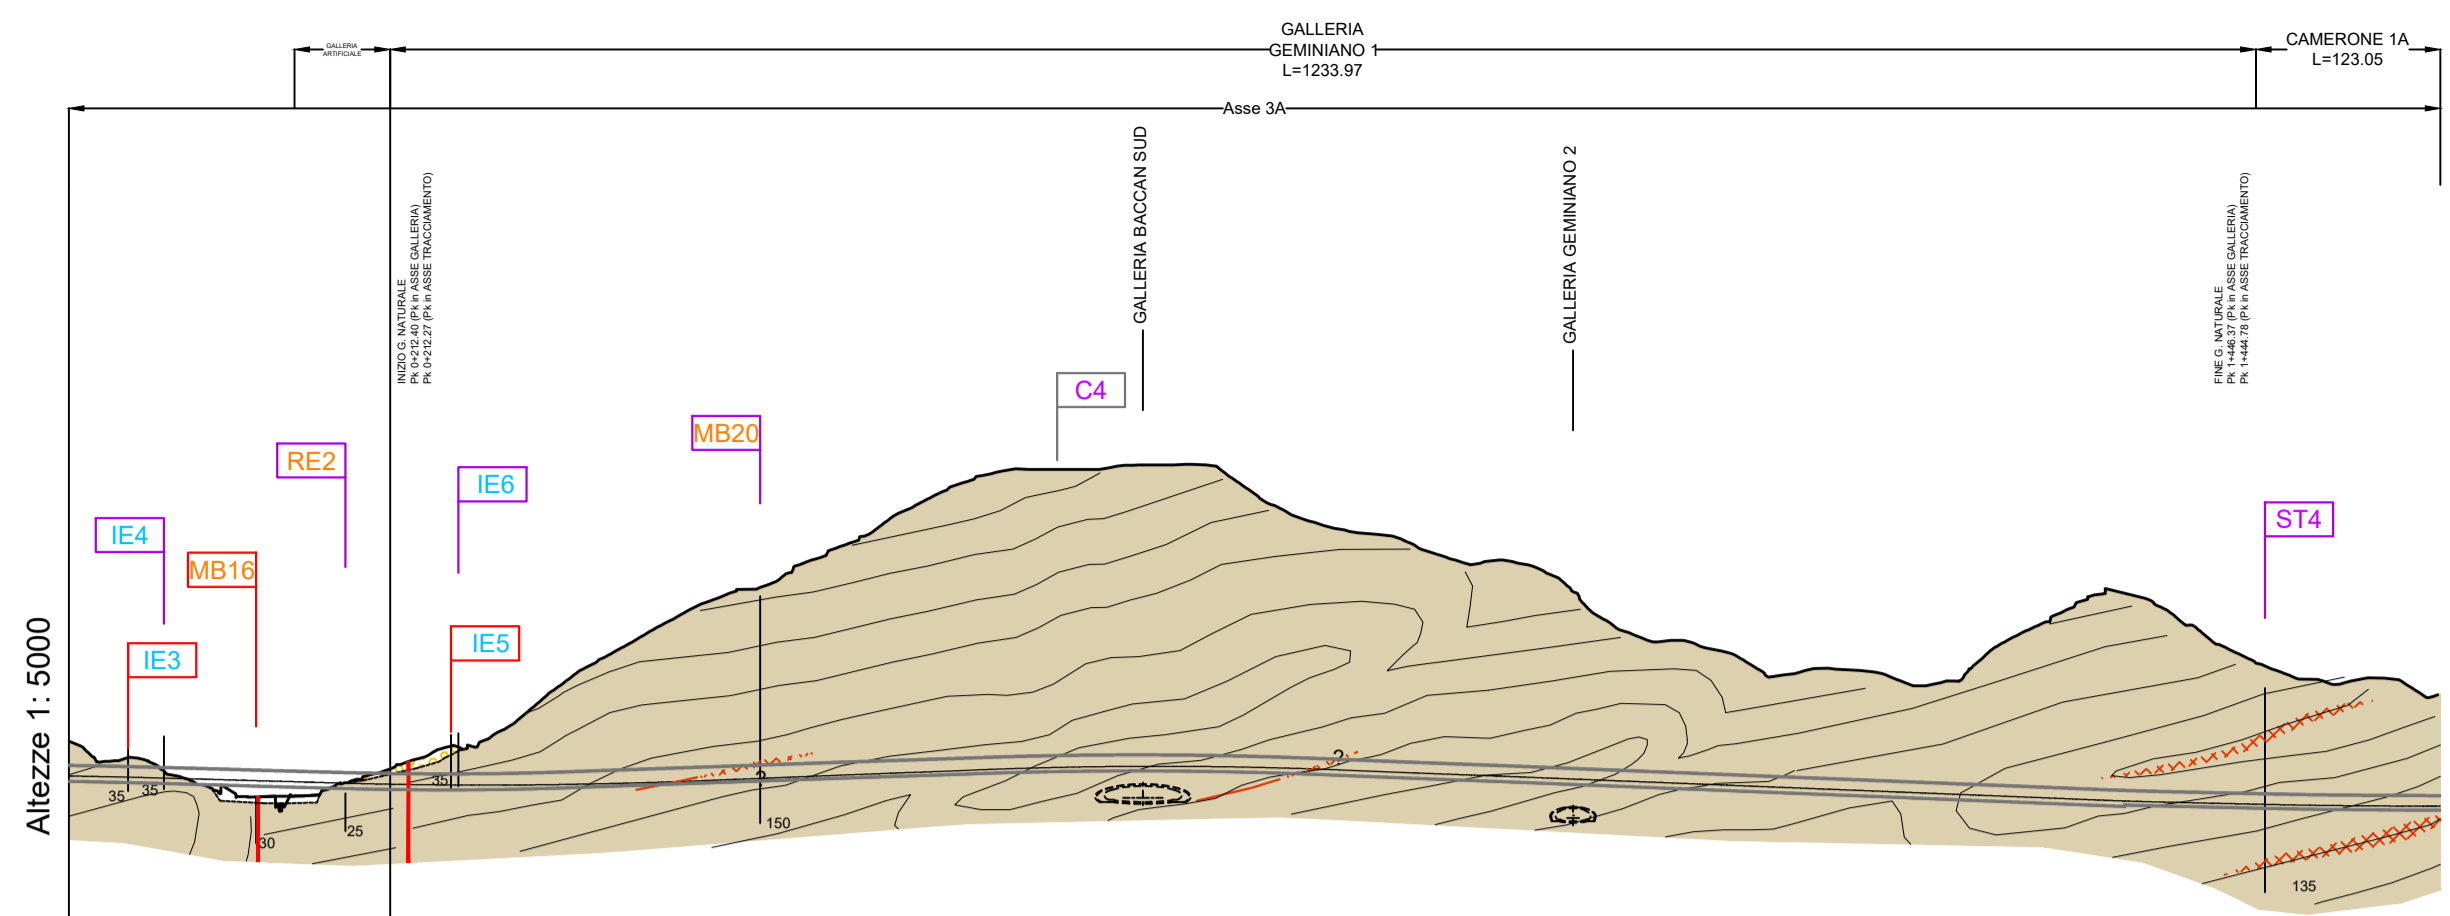 GALLERIA
GEMINIANO 1
L=1233.97
CAMERONE 1A
L=123.05
GALLERIA
ARTIFICIALE
Asse 3A
INIZIO G. NATURALE
Pk 0+212.40 (Pk in ASSE GALLERIA)
Pk 0+212.27 (Pk in ASSE TRACCIAMENTO)
GALLERIA BACCAN SUD
GALLERIA GEMINIANO 2
FINE G. NATURALE
Pk 1+446.37 (Pk in ASSE GALLERIA)
Pk 1+444.78 (Pk in ASSE TRACCIAMENTO)
C4
MB20
RE2
IE6
IE4
ST4
MB16
IE3
IE5
Altezze 1: 5000
35
35
35
30
25
?
150
?
135